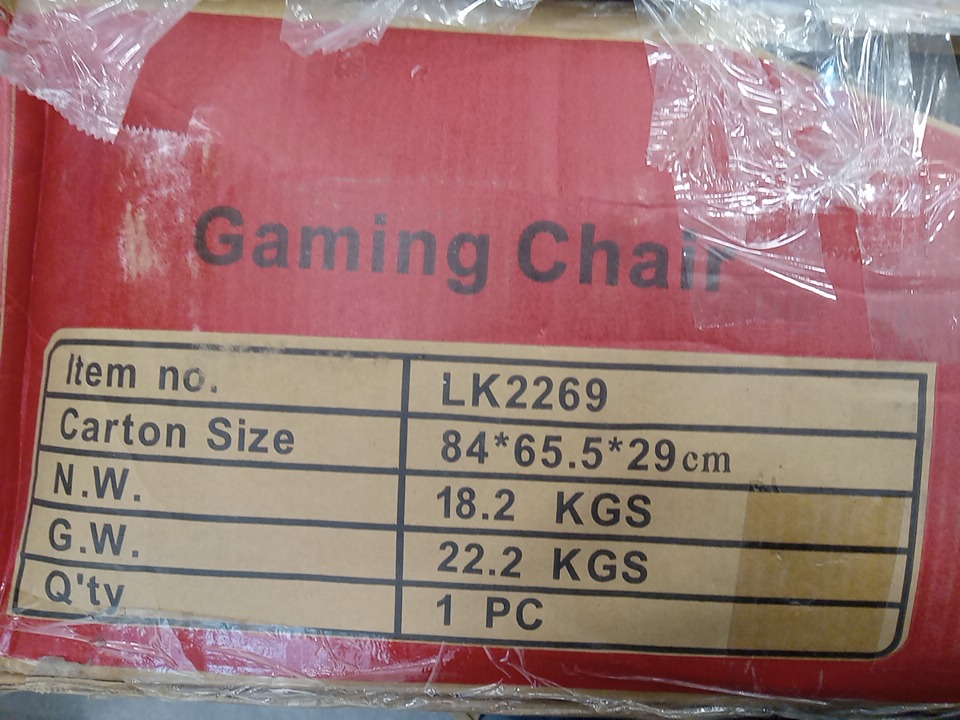 Gaming Chair
Item no. LK2269
Carton Size 84*65.5*29cm
N.W. 18.2 KGS
G.W. 22.2 KGS
Q'ty 1 PC